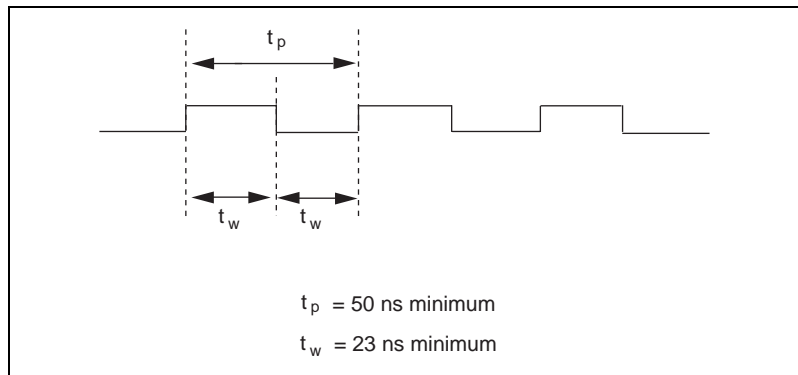 t p
t w t w
t p = 50 ns minimum
t w = 23 ns minimum